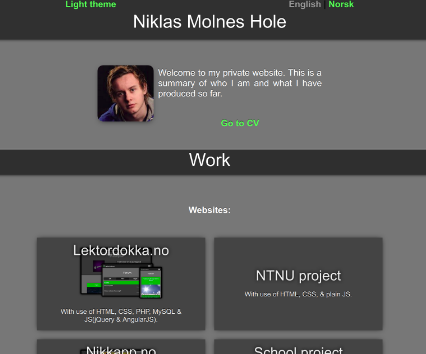 Light theme
English | Norsk
Niklas Molnes Hole
Welcome to my private website. This is a
summary of who I am and what I have
produced so far.
Go to CV
Work
Websites:
Lektordokka.no
With use of HTML, CSS, PHP, MySQL &
JS(jQuery & AngularJS).
NTNU project
With use of HTML, CSS, & plain JS.
Nikkapp.no
School project